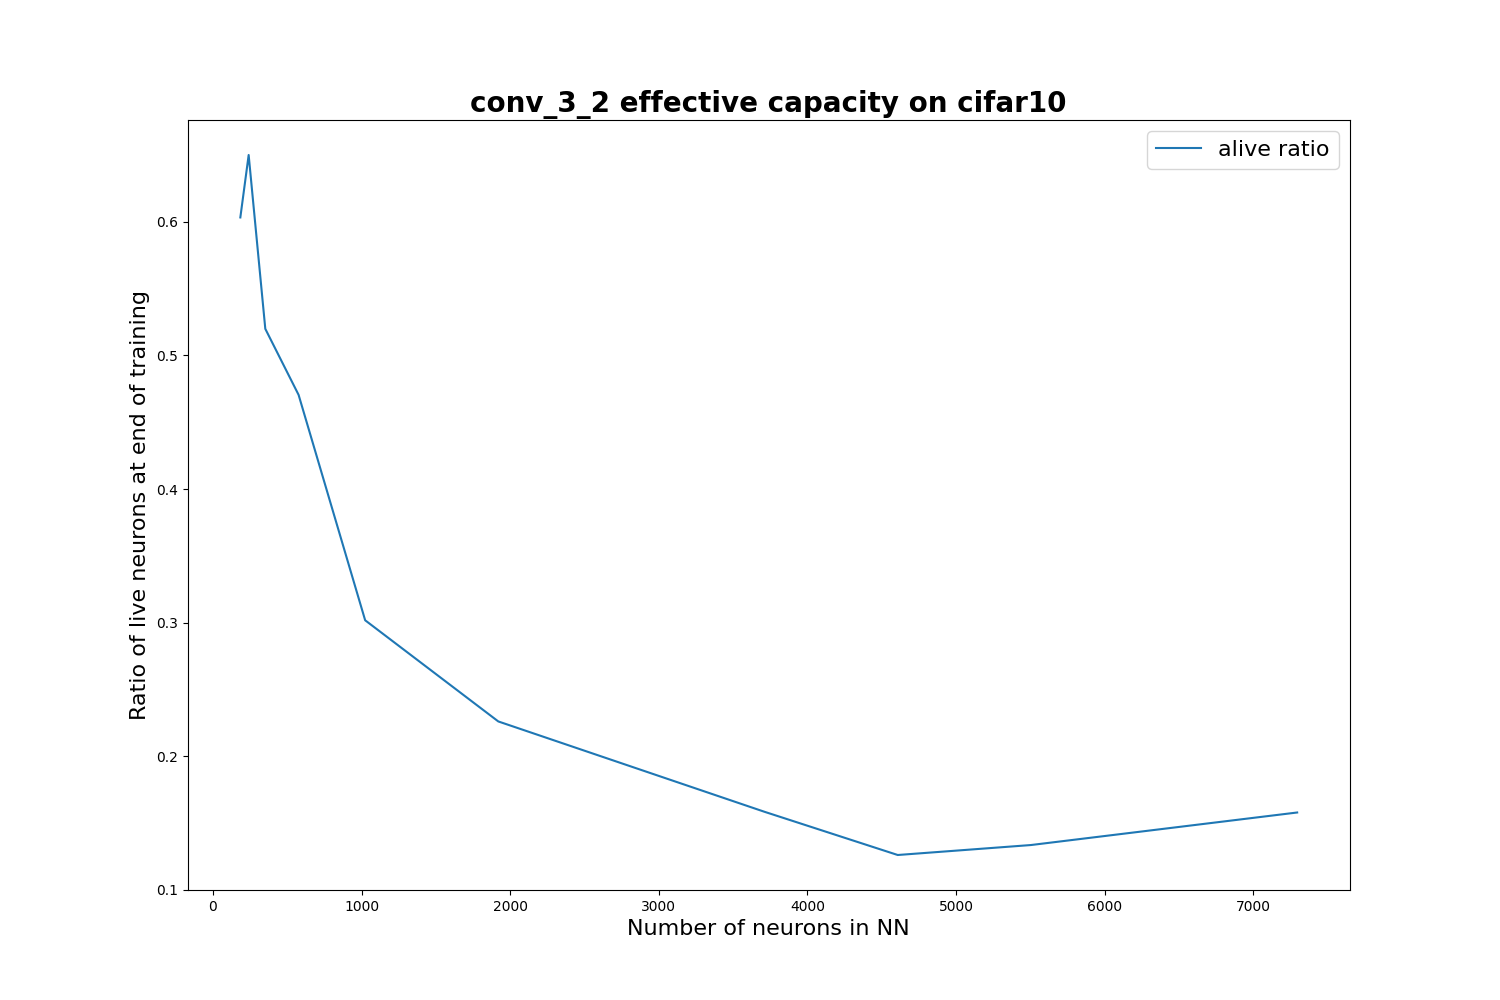 conv_3_2 effective capacity on cifar10
alive ratio
Ratio of live neurons at end of training
0.6
0.5
0.4
0.3
0.2
0.1
0 1000 2000 3000 4000 5000 6000 7000
Number of neurons in NN